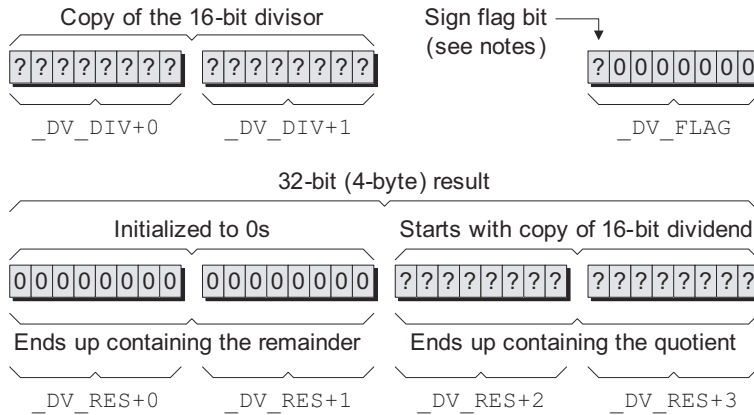 Copy of the 16-bit divisor
Sign flag bit
(see notes)
? ? ? ? ? ? ? ? ? ? ? ? ? ? ? ? ? 0 0 0 0 0 0 0
_DV_DIV+0 _DV_DIV+1 _DV_FLAG
32-bit (4-byte) result
Initialized to 0s Starts with copy of 16-bit dividend
0 0 0 0 0 0 0 0 0 0 0 0 0 0 0 0 ? ? ? ? ? ? ? ? ? ? ? ? ? ? ? ?
Ends up containing the remainder Ends up containing the quotient
_DV_RES+0 _DV_RES+1 _DV_RES+2 _DV_RES+3